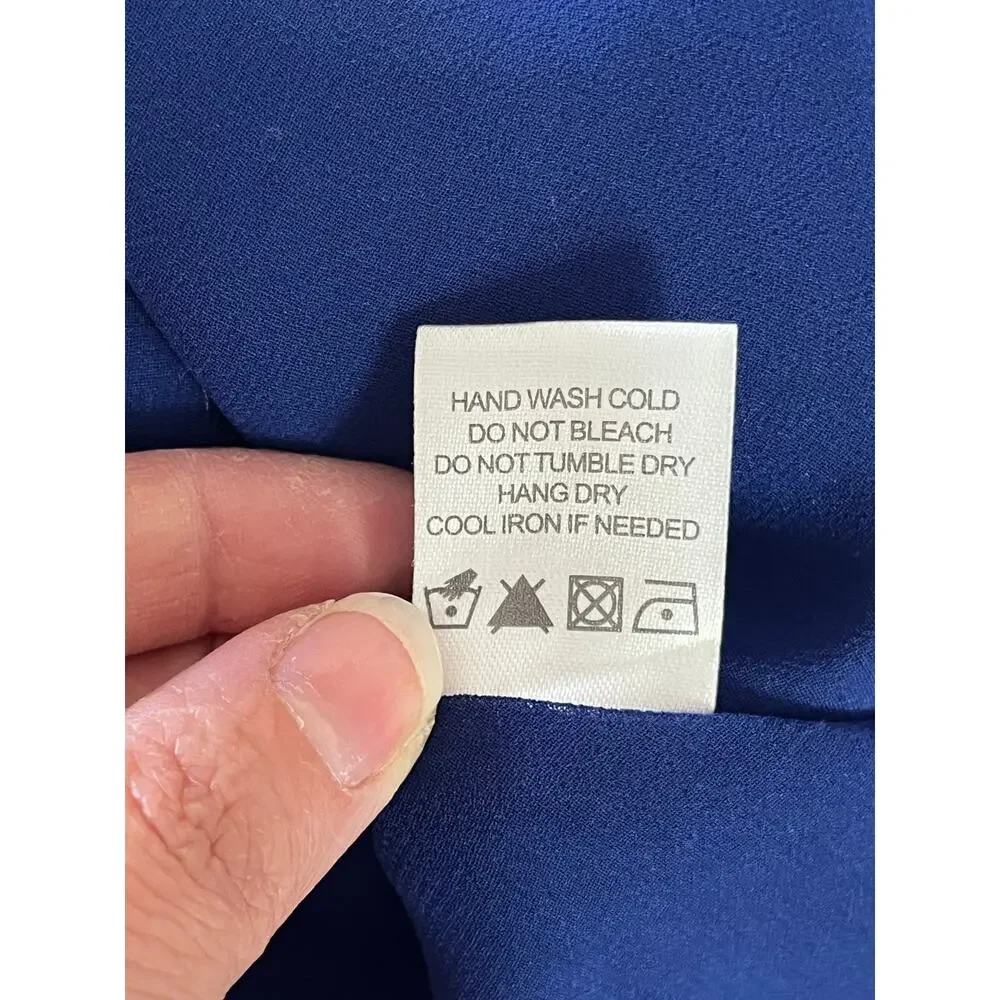 HAND WASH COLD
DO NOT BLEACH
DO NOT TUMBLE DRY
HANG DRY
COOL IRON IF NEEDED